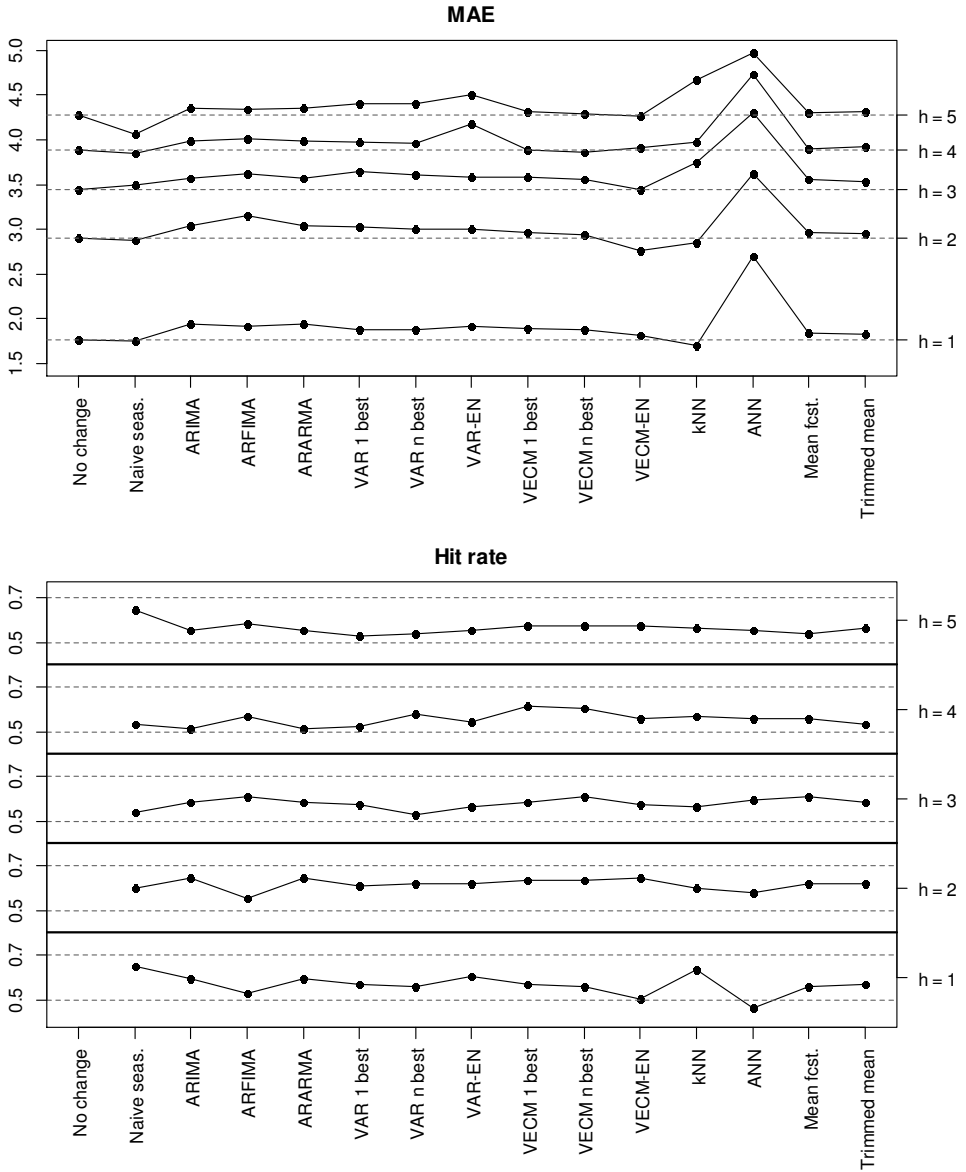 MAE
5.0
4.5
4.0
3.5
3.0
2.5
2.0
1.5
h = 5
h = 4
h = 3
h = 2
h = 1
No change
Naive seas.
ARIMA
ARFIMA
ARARMA
VAR 1 best
VAR n best
VAR-EN
VECM 1 best
VECM n best
VECM-EN
kNN
ANN
Mean fcst.
Trimmed mean
Hit rate
0.7
0.5
h = 5
0.7
0.5
h = 4
0.7
0.5
h = 3
0.7
0.5
h = 2
0.7
0.5
h = 1
No change
Naive seas.
ARIMA
ARFIMA
ARARMA
VAR 1 best
VAR n best
VAR-EN
VECM 1 best
VECM n best
VECM-EN
kNN
ANN
Mean fcst.
Trimmed mean